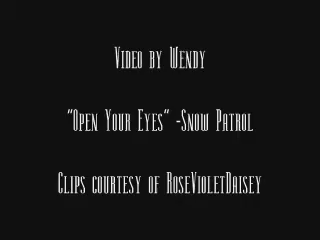 Video by Wendy
"Open Your Eyes" -Snow Patrol
Clips courtesy of RoseVioletDaisey